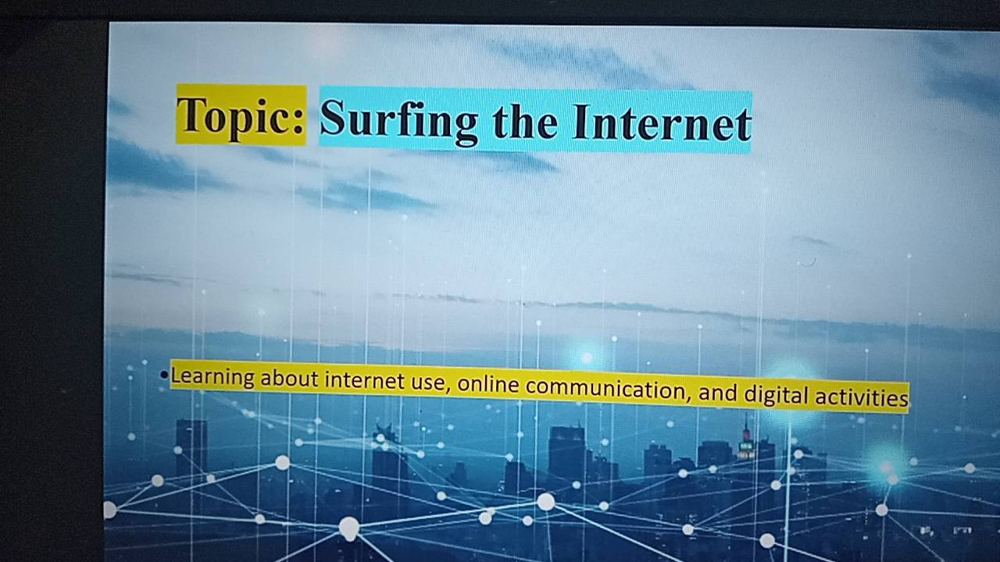 Topic: Surfing the Internet
•Learning about internet use, online communication, and digital activities